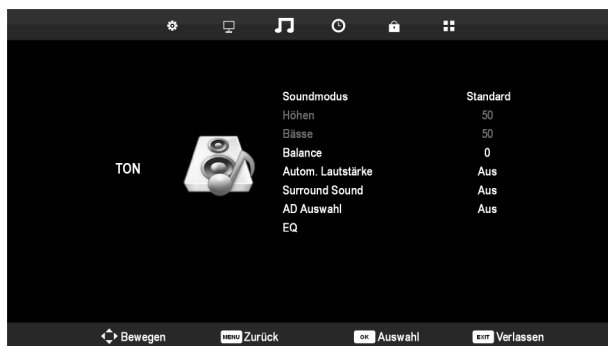 Soundmodus Standard
Höhen 50
Bässe 50
Balance 0
TON
Autom. Lautstärke Aus
Surround Sound Aus
AD Auswahl Aus
EQ
Bewegen MENU Zurück OK Auswahl EXIT Verlassen